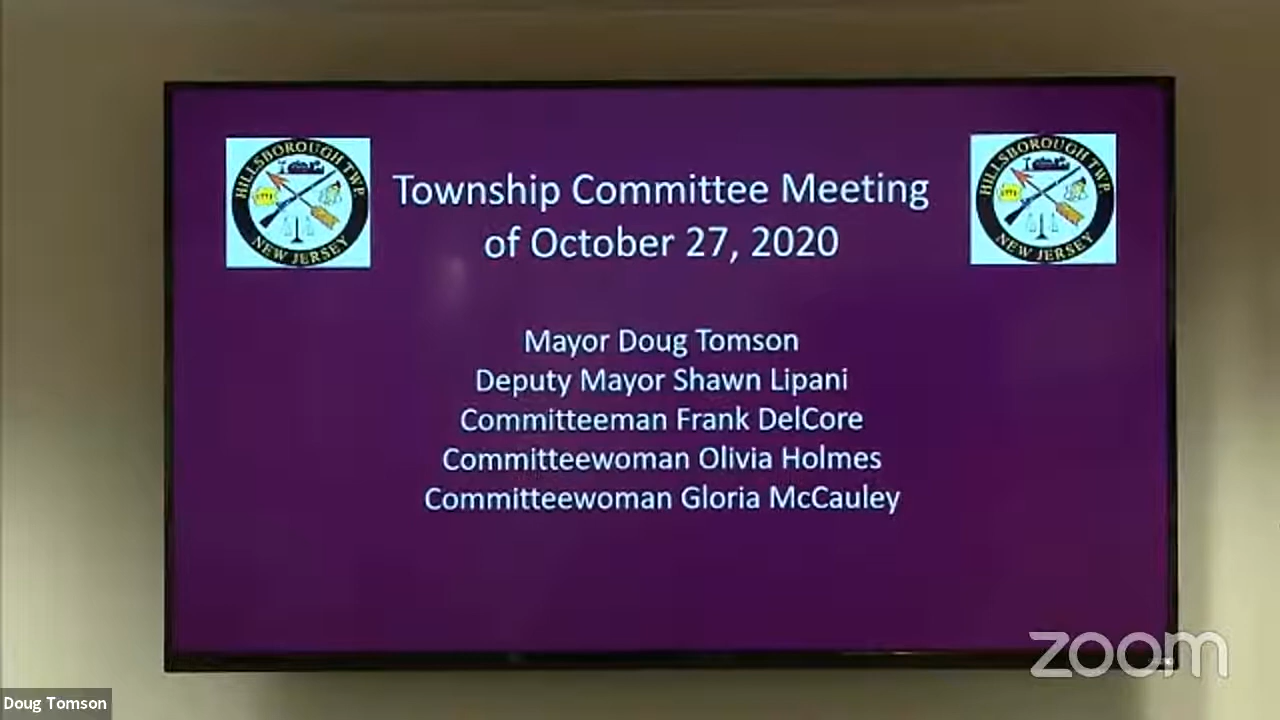 HILLSBOROUGH TWP.
NEW JERSEY
HILLSBOROUGH TWP.
NEW JERSEY
Township Committee Meeting
of October 27, 2020
Mayor Doug Tomson
Deputy Mayor Shawn Lipani
Committeeman Frank DelCore
Committeewoman Olivia Holmes
Committeewoman Gloria McCauley
zoom
Doug Tomson